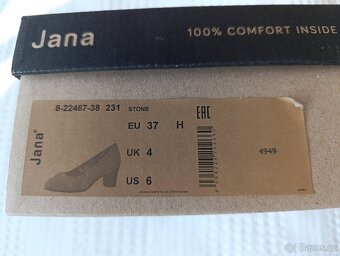 Jana
100% COMFORT INSIDE
8-22467-38 231 STONE
Jana®
EU 37 H
UK 4
US 6
EAC
4949